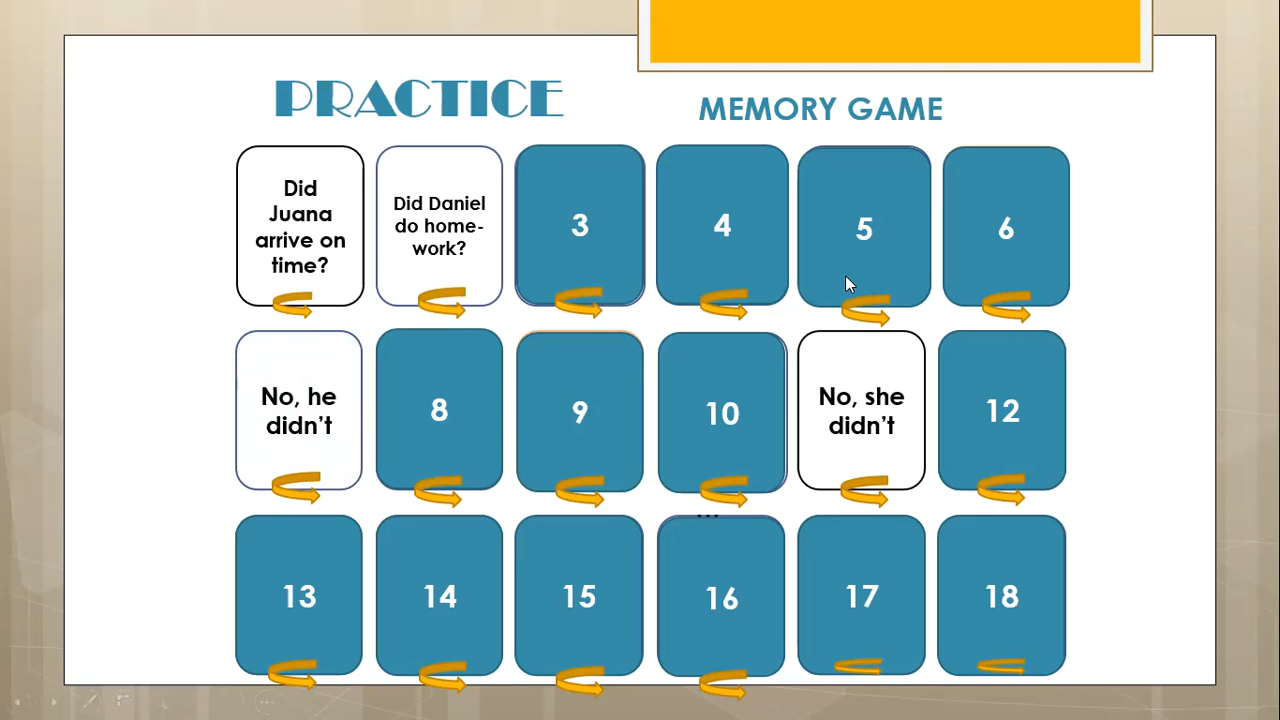 PRACTICE
MEMORY GAME
Did
Juana
arrive on
time?
Did Daniel
do home-
work?
3
4
5
6
No, he
didn't
8
9
10
No, she
didn't
12
...
13
14
15
16
17
18